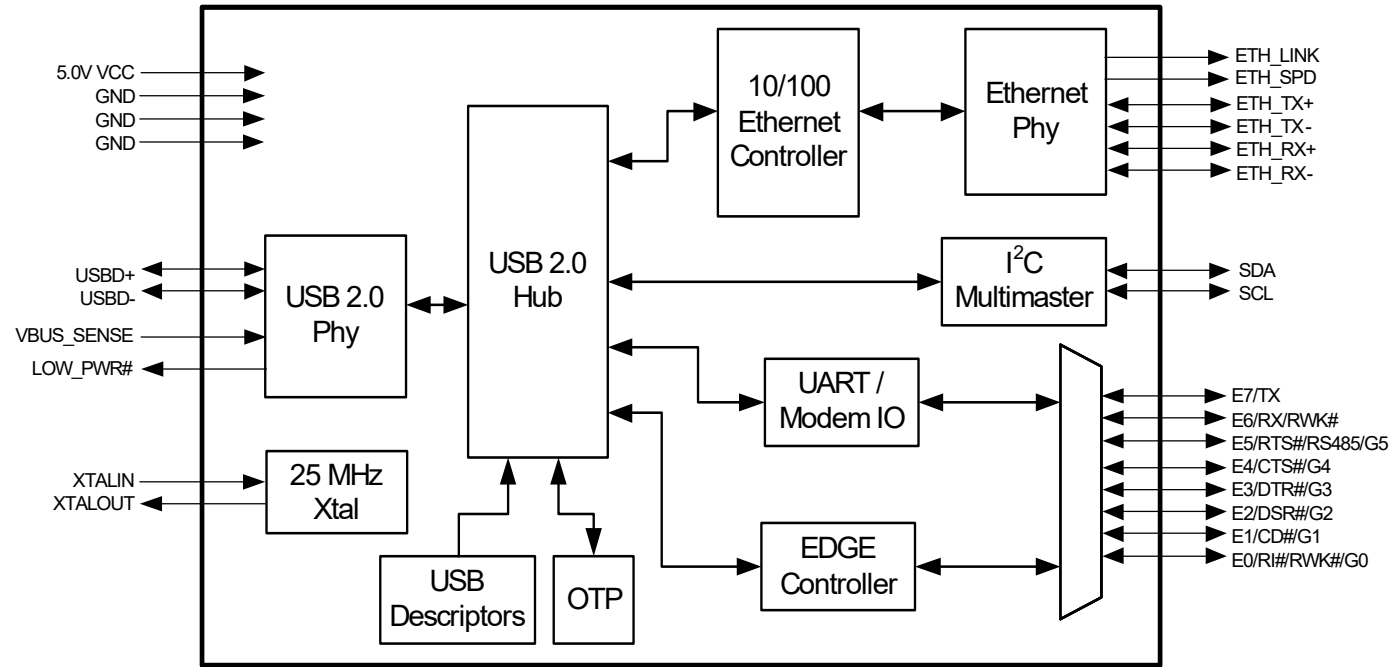 5.0V VCC
GND
GND
GND
USBD+
USBD-
VBUS_SENSE
LOW_PWR#
XTALIN
XTALOUT
USB 2.0
Phy
25 MHz
Xtal
USB 2.0
Hub
USB
Descriptors
OTP
10/100
Ethernet
Controller
Ethernet
Phy
I²C
Multimaster
UART /
Modem IO
EDGE
Controller
ETH_LINK
ETH_SPD
ETH_TX+
ETH_TX-
ETH_RX+
ETH_RX-
SDA
SCL
E7/TX
E6/RX/RWK#
E5/RTS#/RS485/G5
E4/CTS#/G4
E3/DTR#/G3
E2/DSR#/G2
E1/CD#/G1
E0/RI#/RWK#/G0